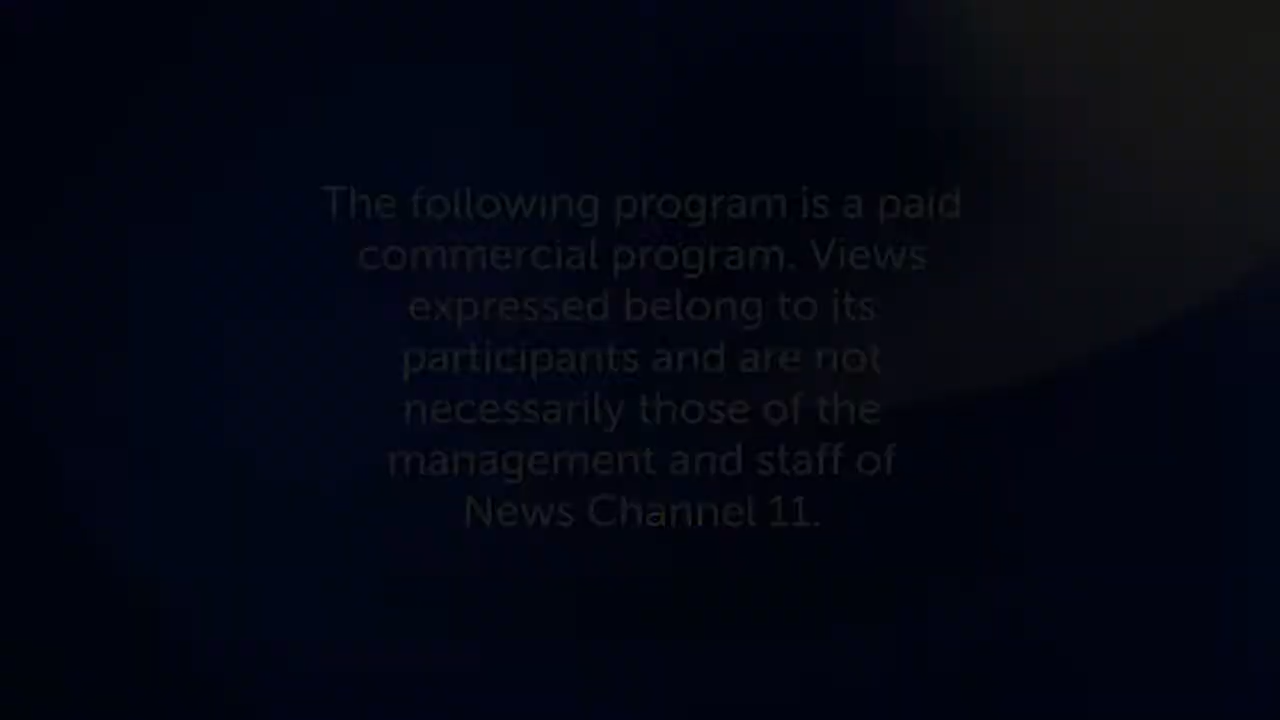 The following program is a paid
commercial program. Views
expressed belong to its
participants and are not
necessarily those of the
management and staff of
News Channel 11.